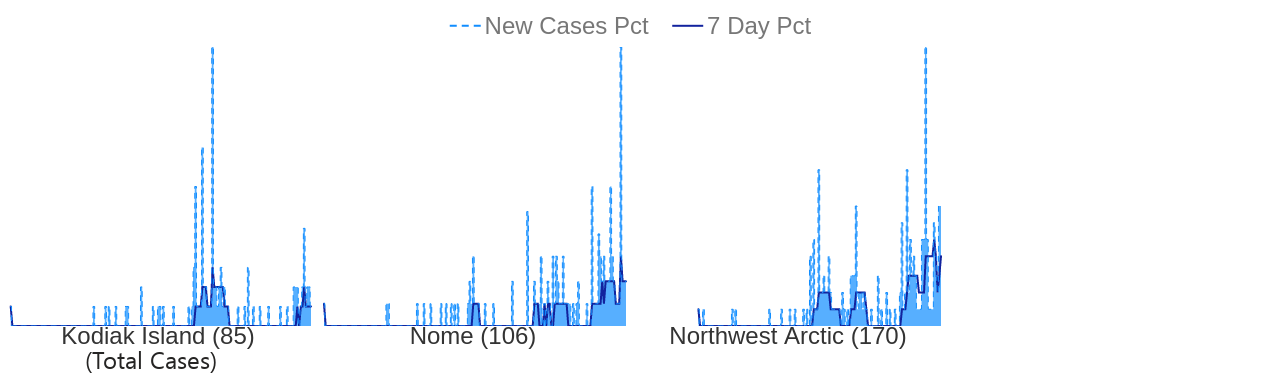 New Cases Pct 7 Day Pct
Kodiak Island (85) Nome (106) Northwest Arctic (170)
(Total Cases)